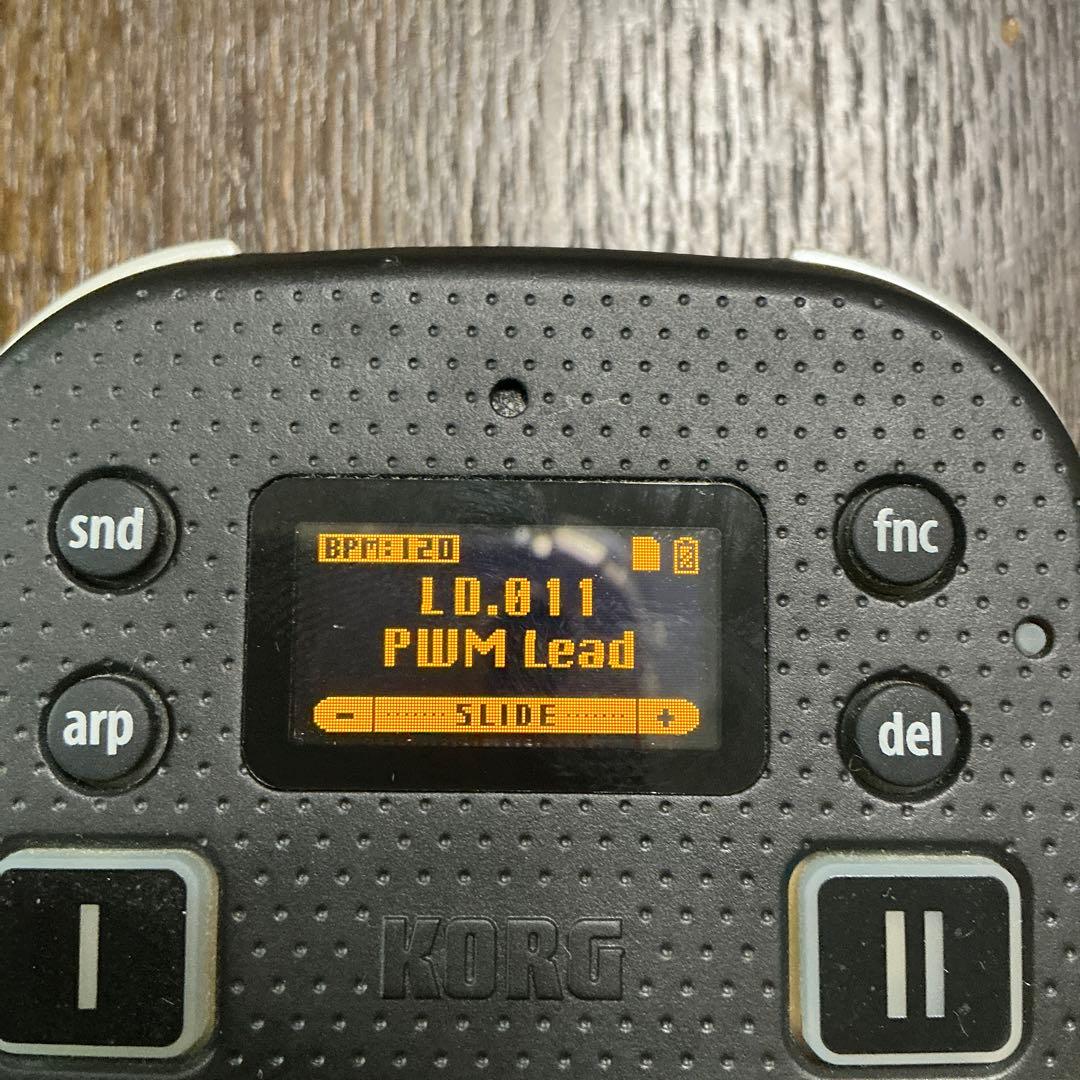 snd
fnc
BPM:120
LD.011
PWM Lead
- SLIDE +
arp
del
I
KORG
II